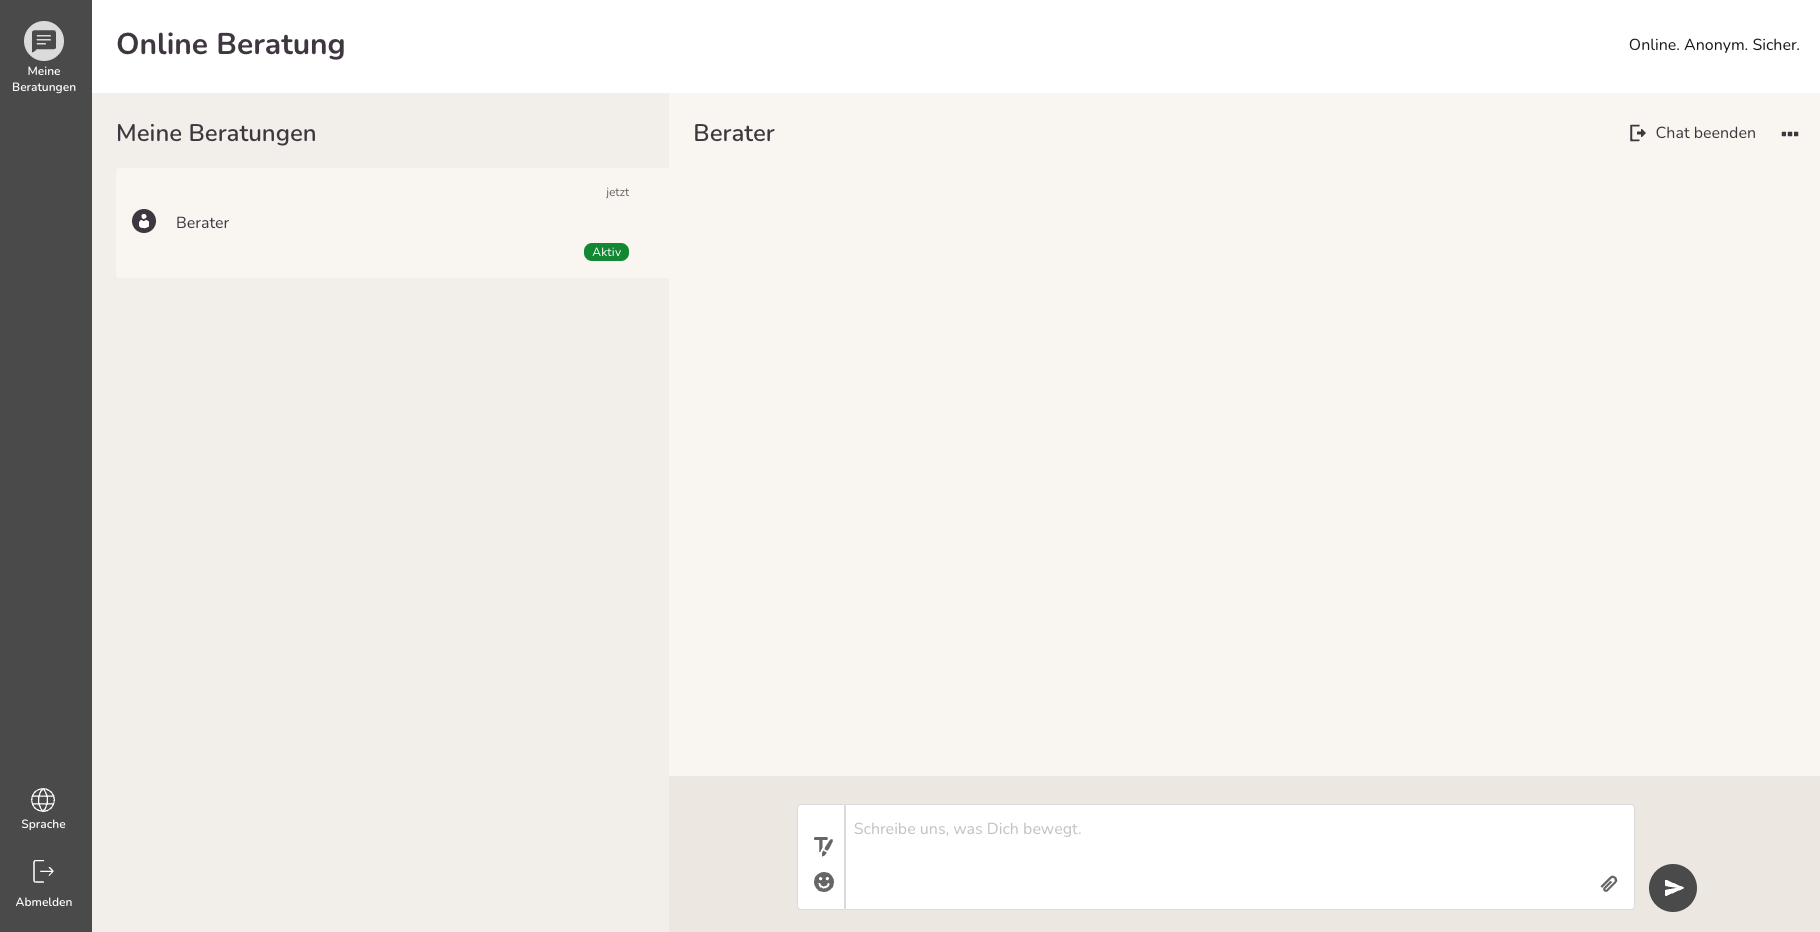 Meine
Beratungen
Online Beratung
Online. Anonym. Sicher.
Meine Beratungen
jetzt
Berater
Aktiv
Berater
Chat beenden
Schreibe uns, was Dich bewegt.
Sprache
Abmelden